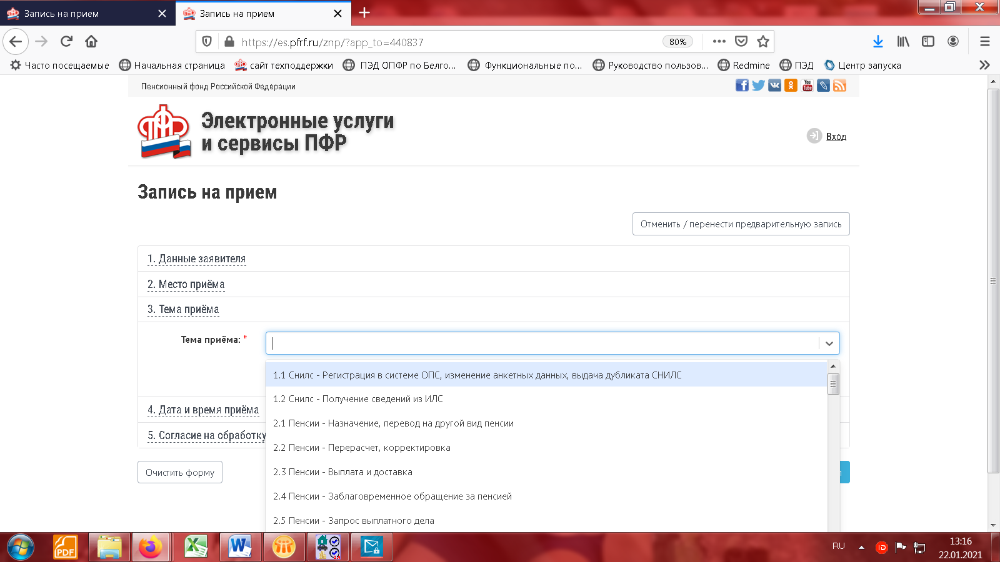 Запись на прием
Запись на прием
https://es.pfrf.ru/znp/?app_to=440837
80%
Часто посещаемые
Начальная страница
сайт техподдержки
ПЭД ОПФР по Белго...
Функциональные по...
Руководство пользов...
Redmine
ПЭД
Центр запуска
Пенсионный фонд Российской Федерации
Электронные услуги
и сервисы ПФР
Вход
Запись на прием
Отменить / перенести предварительную запись
1. Данные заявителя
2. Место приёма
3. Тема приёма
Тема приёма: *
1.1 Снилс - Регистрация в системе ОПС, изменение анкетных данных, выдача дубликата СНИЛС
1.2 Снилс - Получение сведений из ИЛС
2.1 Пенсии - Назначение, перевод на другой вид пенсии
2.2 Пенсии - Перерасчет, корректировка
2.3 Пенсии - Выплата и доставка
2.4 Пенсии - Заблаговременное обращение за пенсией
2.5 Пенсии - Запрос выплатного дела
4. Дата и время приёма
5. Согласие на обработку
Очистить форму
PDF
RU
13:16
22.01.2021